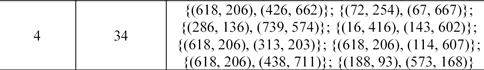 4
34
{(618, 206), (426, 662)}; {(72, 254), (67, 667)};
{(286, 136), (739, 574)}; {(16, 416), (143, 602)};
{(618, 206), (313, 203)}; {(618, 206), (114, 607)};
{(618, 206), (438, 711)}; {(188, 93), (573, 168)}